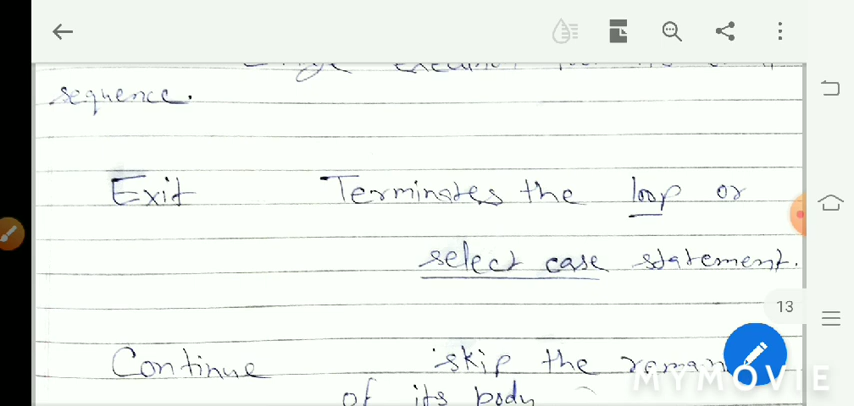 sequence.
Exit Terminates the loop or
select case statement.
13
Continue skip the
of its body
MYMOVIE